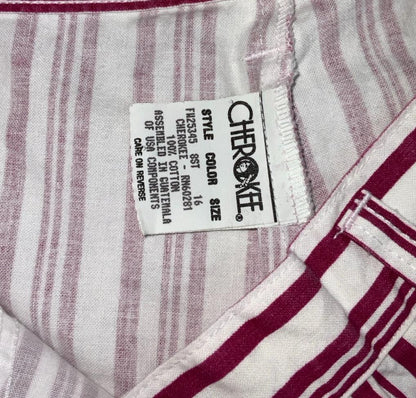 CHEROKEE®
STYLE COLOR SIZE
FW25345 SST 16
CHEROKEE - RN60281
100% COTTON
ASSEMBLED IN GUATEMALA
OF USA COMPONENTS
CARE ON REVERSE